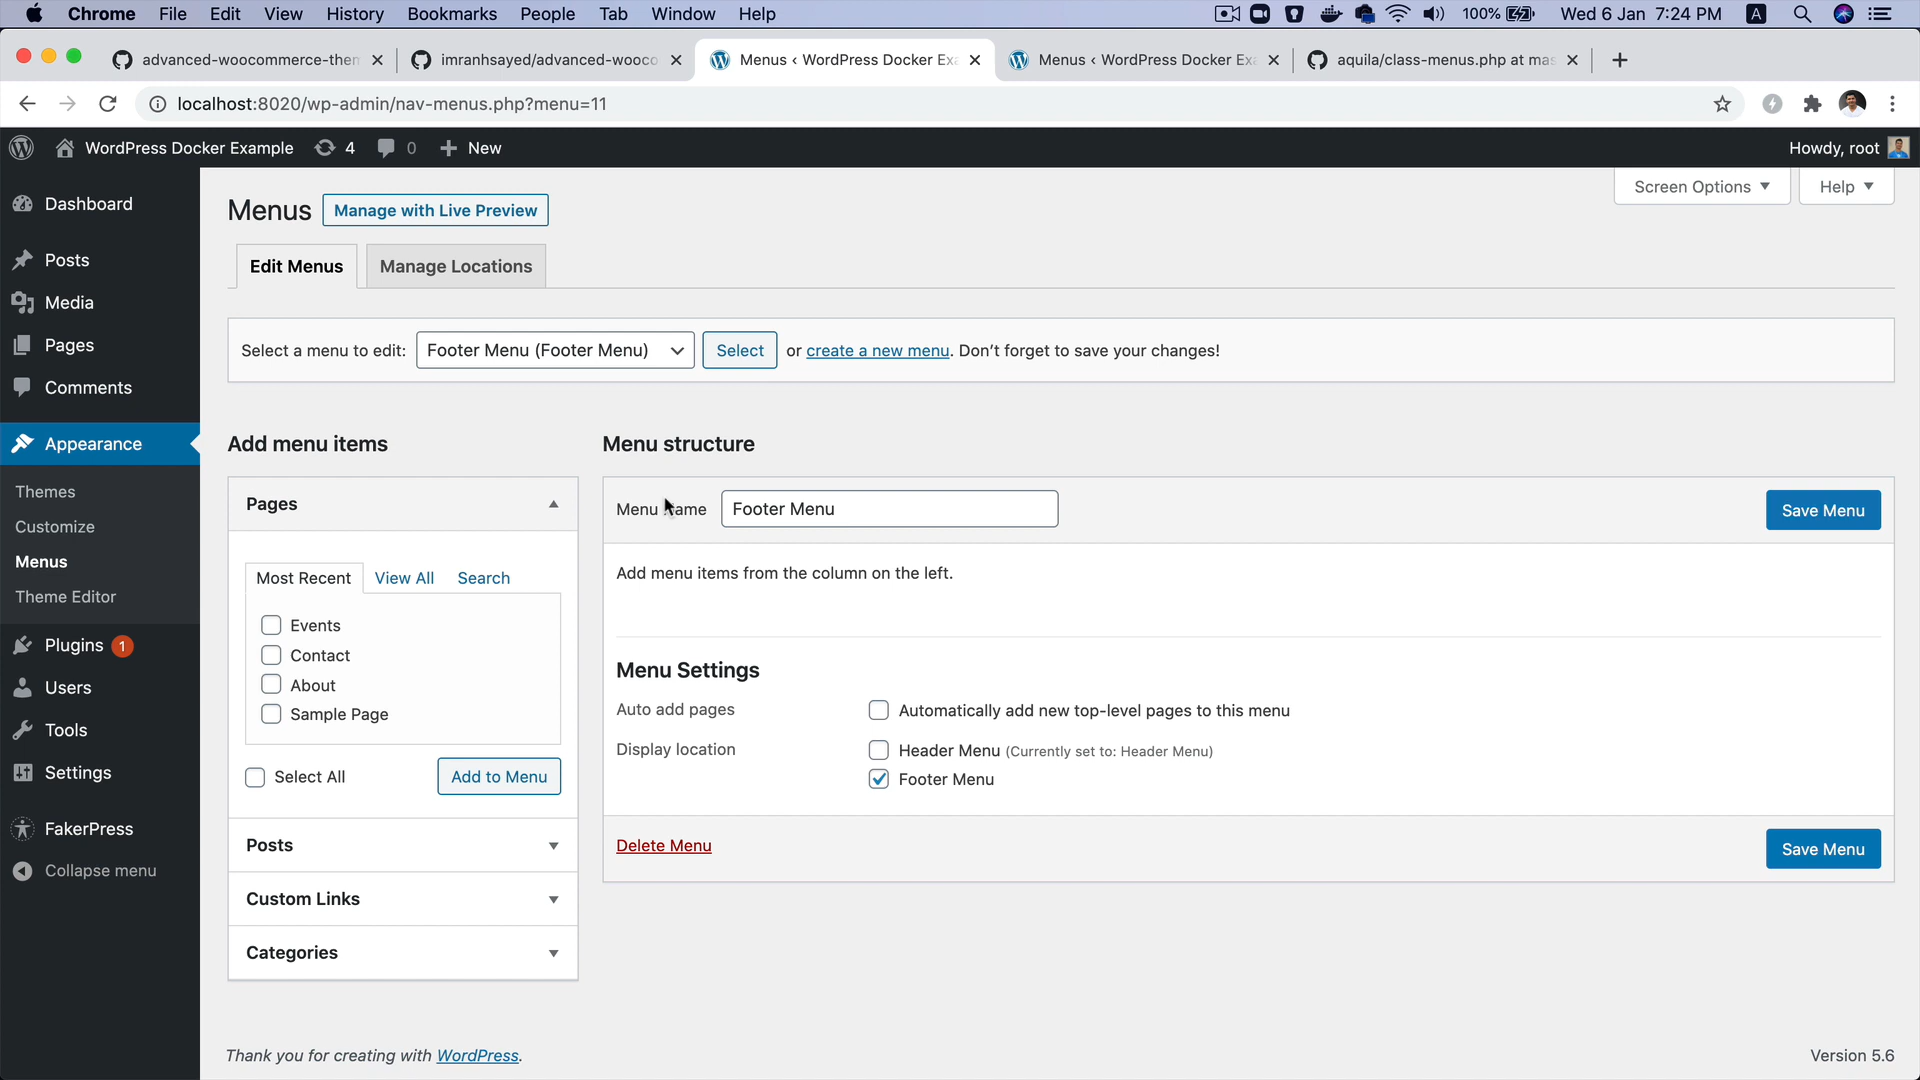 Chrome File Edit View History Bookmarks People Tab Window Help 100% Wed 6 Jan 7:24 PM A
advanced-woocommerce-then imranhsayed/advanced-wooco Menus ‹ WordPress Docker Exa Menus ‹ WordPress Docker Exa aquila/class-menus.php at mas
localhost:8020/wp-admin/nav-menus.php?menu=11
WordPress Docker Example 4 0 New Howdy, root
Screen Options Help
Dashboard
Posts
Media
Pages
Comments
Appearance
Themes
Customize
Menus
Theme Editor
Plugins 1
Users
Tools
Settings
FakerPress
Collapse menu
Menus Manage with Live Preview
Edit Menus Manage Locations
Select a menu to edit: Footer Menu (Footer Menu) Select or create a new menu. Don’t forget to save your changes!
Add menu items
Pages
Most Recent View All Search
Events
Contact
About
Sample Page
Select All Add to Menu
Posts
Custom Links
Categories
Menu structure
Menu Name Footer Menu Save Menu
Add menu items from the column on the left.
Menu Settings
Auto add pages Automatically add new top-level pages to this menu
Display location Header Menu (Currently set to: Header Menu)
Footer Menu
Delete Menu Save Menu
Thank you for creating with WordPress. Version 5.6